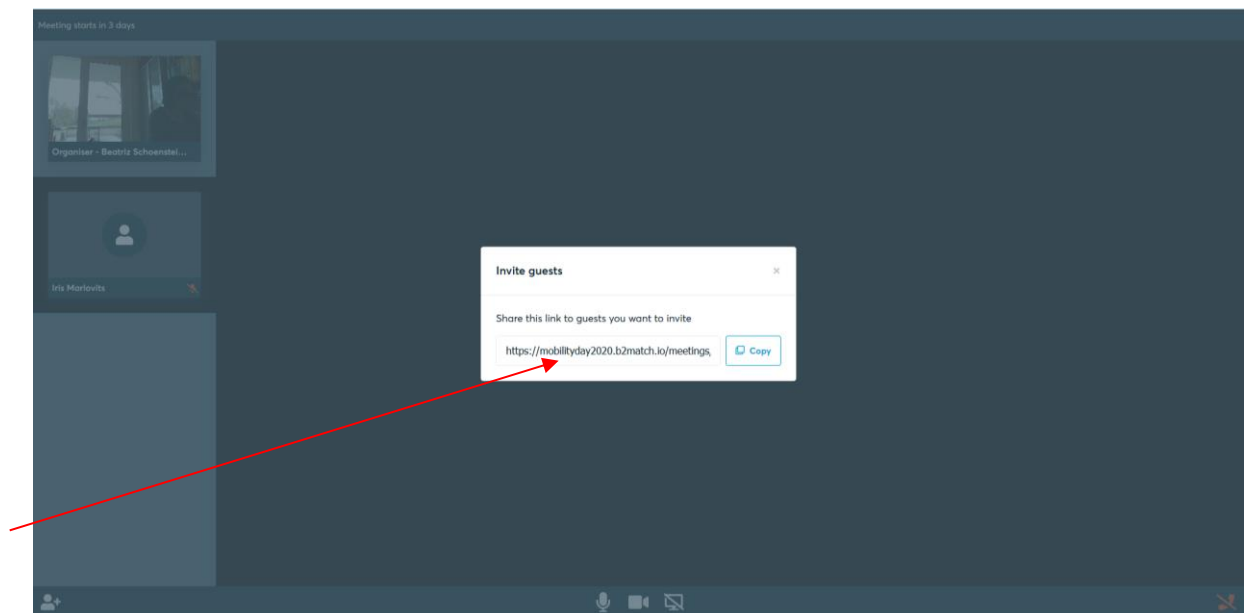 Meeting starts in 3 days
Organiser - Beatriz Schoenstei...
Iris Marlovits
Invite guests
Share this link to guests you want to invite
https://mobilityday2020.b2match.io/meetings,
Copy